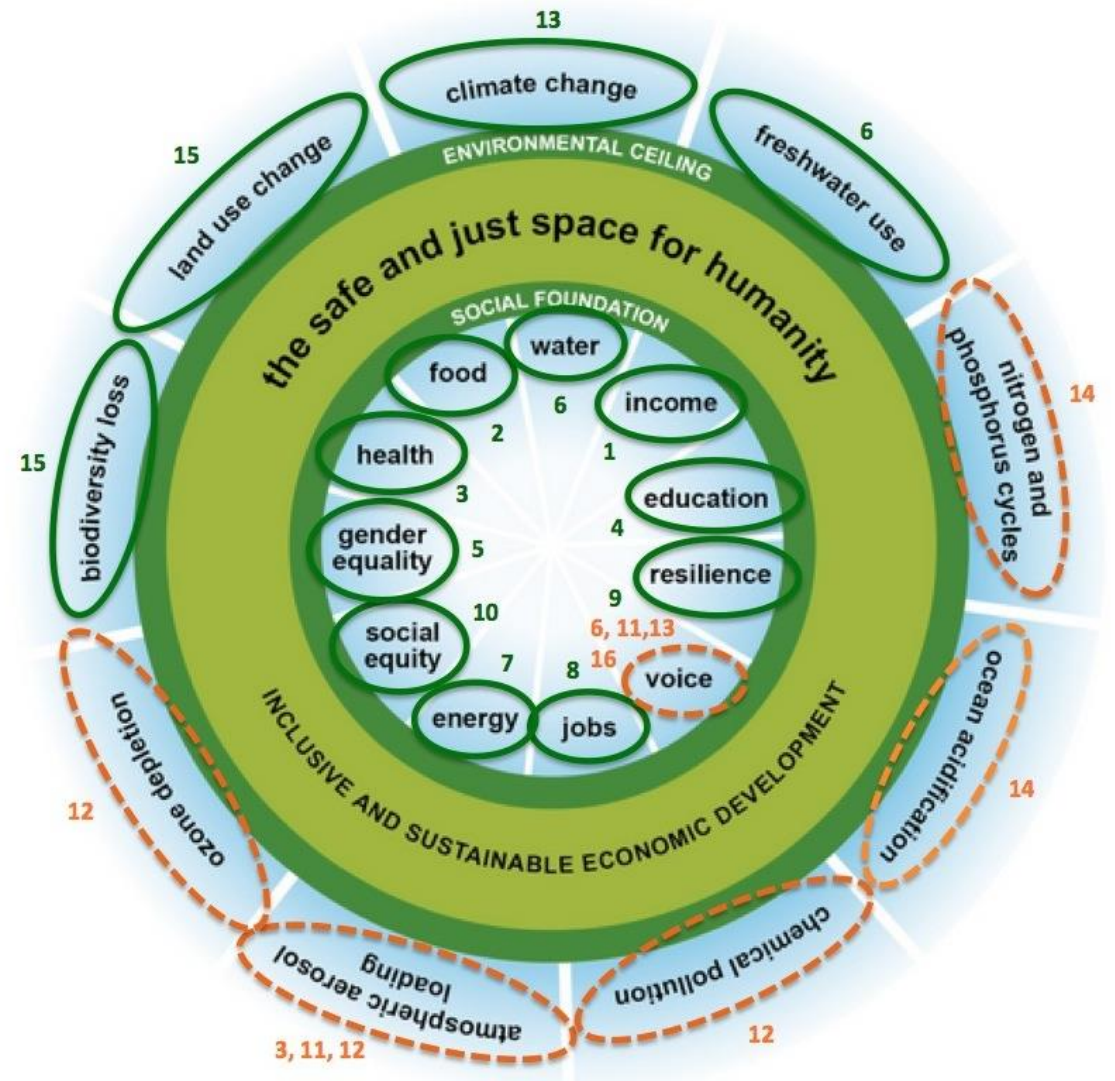 13
climate change
15
land use change
6
freshwater use
ENVIRONMENTAL CEILING
the safe and just space for humanity
SOCIAL FOUNDATION
water
6
food
2
income
1
health
3
education
4
gender
equality
5
resilience
9
social
equity
10
6, 11,13
16
voice
energy
7
jobs
8
INCLUSIVE AND SUSTAINABLE ECONOMIC DEVELOPMENT
15
biodiversity loss
nitrogen and
phosphorus cycles
14
ocean acidification
14
12
ozone depletion
atmospheric aerosol
loading
3, 11, 12
chemical pollution
12